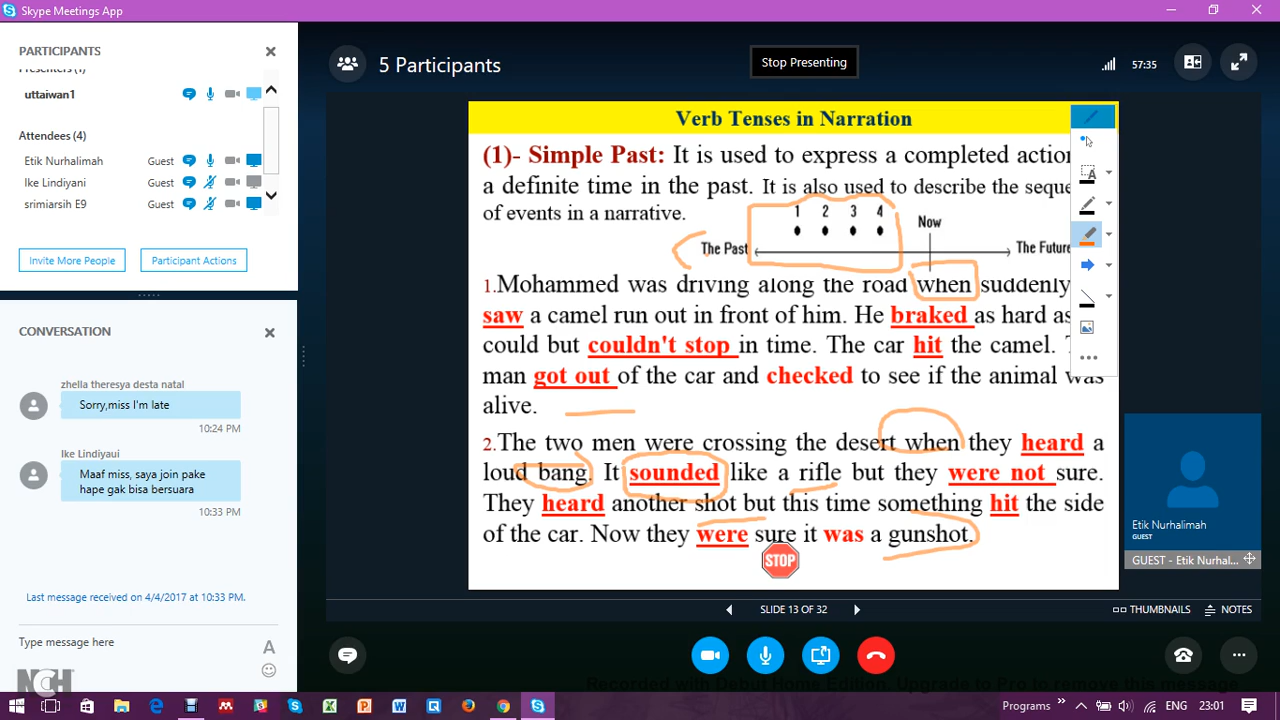 Skype Meetings App
PARTICIPANTS
uttaiwan1
Attendees (4)
Etik Nurhalimah Guest
Ike Lindiyani Guest
srimiarsih E9 Guest
Invite More People Participant Actions
CONVERSATION
zhella theresya desta natal
Sorry,miss I'm late
10:24 PM
Ike Lindiyaui
Maaf miss, saya join pake
hape gak bisa bersuara
10:33 PM
Last message received on 4/4/2017 at 10:33 PM.
Type message here
A
NCH
5 Participants
Stop Presenting
57:35
Verb Tenses in Narration
(1)- Simple Past: It is used to express a completed action
a definite time in the past. It is also used to describe the seque
of events in a narrative.
1 2 3 4
Now
The Past
The Future
1.Mohammed was driving along the road when suddenly
saw a camel run out in front of him. He braked as hard as
could but couldn't stop in time. The car hit the camel.
man got out of the car and checked to see if the animal was
alive.
2.The two men were crossing the desert when they heard a
loud bang. It sounded like a rifle but they were not sure.
They heard another shot but this time something hit the side
of the car. Now they were sure it was a gunshot.
STOP
Etik Nurhalimah
GUEST
GUEST - Etik Nurhal...
SLIDE 13 OF 32
THUMBNAILS
NOTES
Recorded with Debut Home Edition. Upgrade to Pro to remove this message
Programs
ENG
23:01